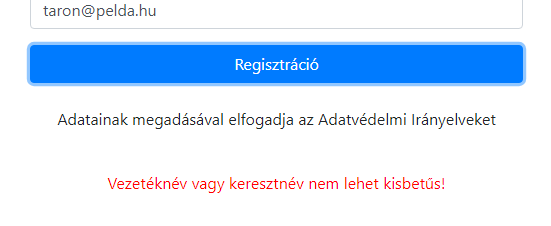 taron@pelda.hu
Regisztráció
Adatainak megadásával elfogadja az Adatvédelmi Irányelveket
Vezetéknév vagy keresztnév nem lehet kisbetűs!